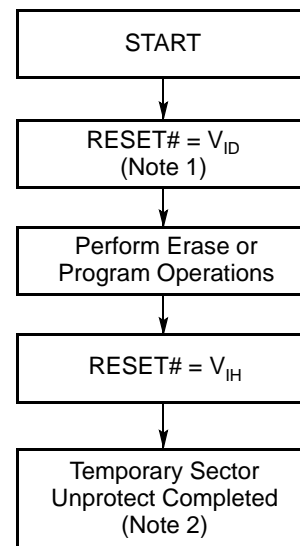 START
RESET# = V_ID
(Note 1)
Perform Erase or
Program Operations
RESET# = V_IH
Temporary Sector
Unprotect Completed
(Note 2)